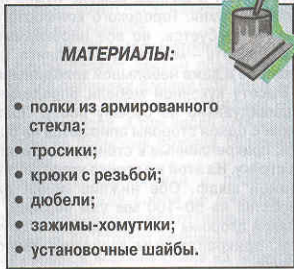 МАТЕРИАЛЫ:
• полки из армированного
стекла;
• тросики;
• крюки с резьбой;
• дюбели;
• зажимы-хомутики;
• установочные шайбы.